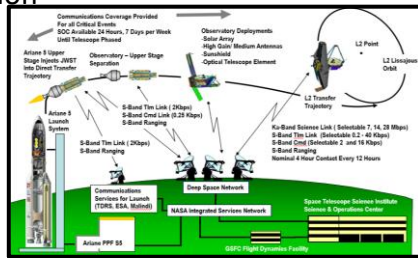 Communications Coverage Provided
For all Critical Events
SOC Available 24 Hours, 7 Days per Week
Until Telescope Phase
Observatory Deployments
- Solar Array
- High Gain/ Medium Antennas
- Sunshield
- Optical Telescope Element
L2 Point
L2 Lissajous
Orbit
Ariane 5 Upper
Stage Injects JWST
Into Direct Transfer
Trajectory
Observatory – Upper Stage
Separation
L2 Transfer
Trajectory
Ariane 5
Launch
System
S-Band Tlm Link ( 2Kbps)
S-Band Cmd Link (0.25 Kbps)
S-Band Ranging
S-Band Tlm Link (2Kbps)
S-Band Ranging
Ka-Band Science Link ( Selectable 7, 14, 28 Mbps)
S-Band Tlm Link (Selectable 0.2 - 40 Kbps)
S-Band Cmd (Selectable 2 and 16 Kbps)
S-Band Ranging
Nominal 4 Hour Contact Every 12 Hours
Deep Space Network
Communications
Services for Launch
(TDRS, ESA, Malindi)
NASA Integrated Services Network
Space Telescope Science Institute
Science & Operations Center
Ariane PPF S5
GSFC Flight Dynamics Facility